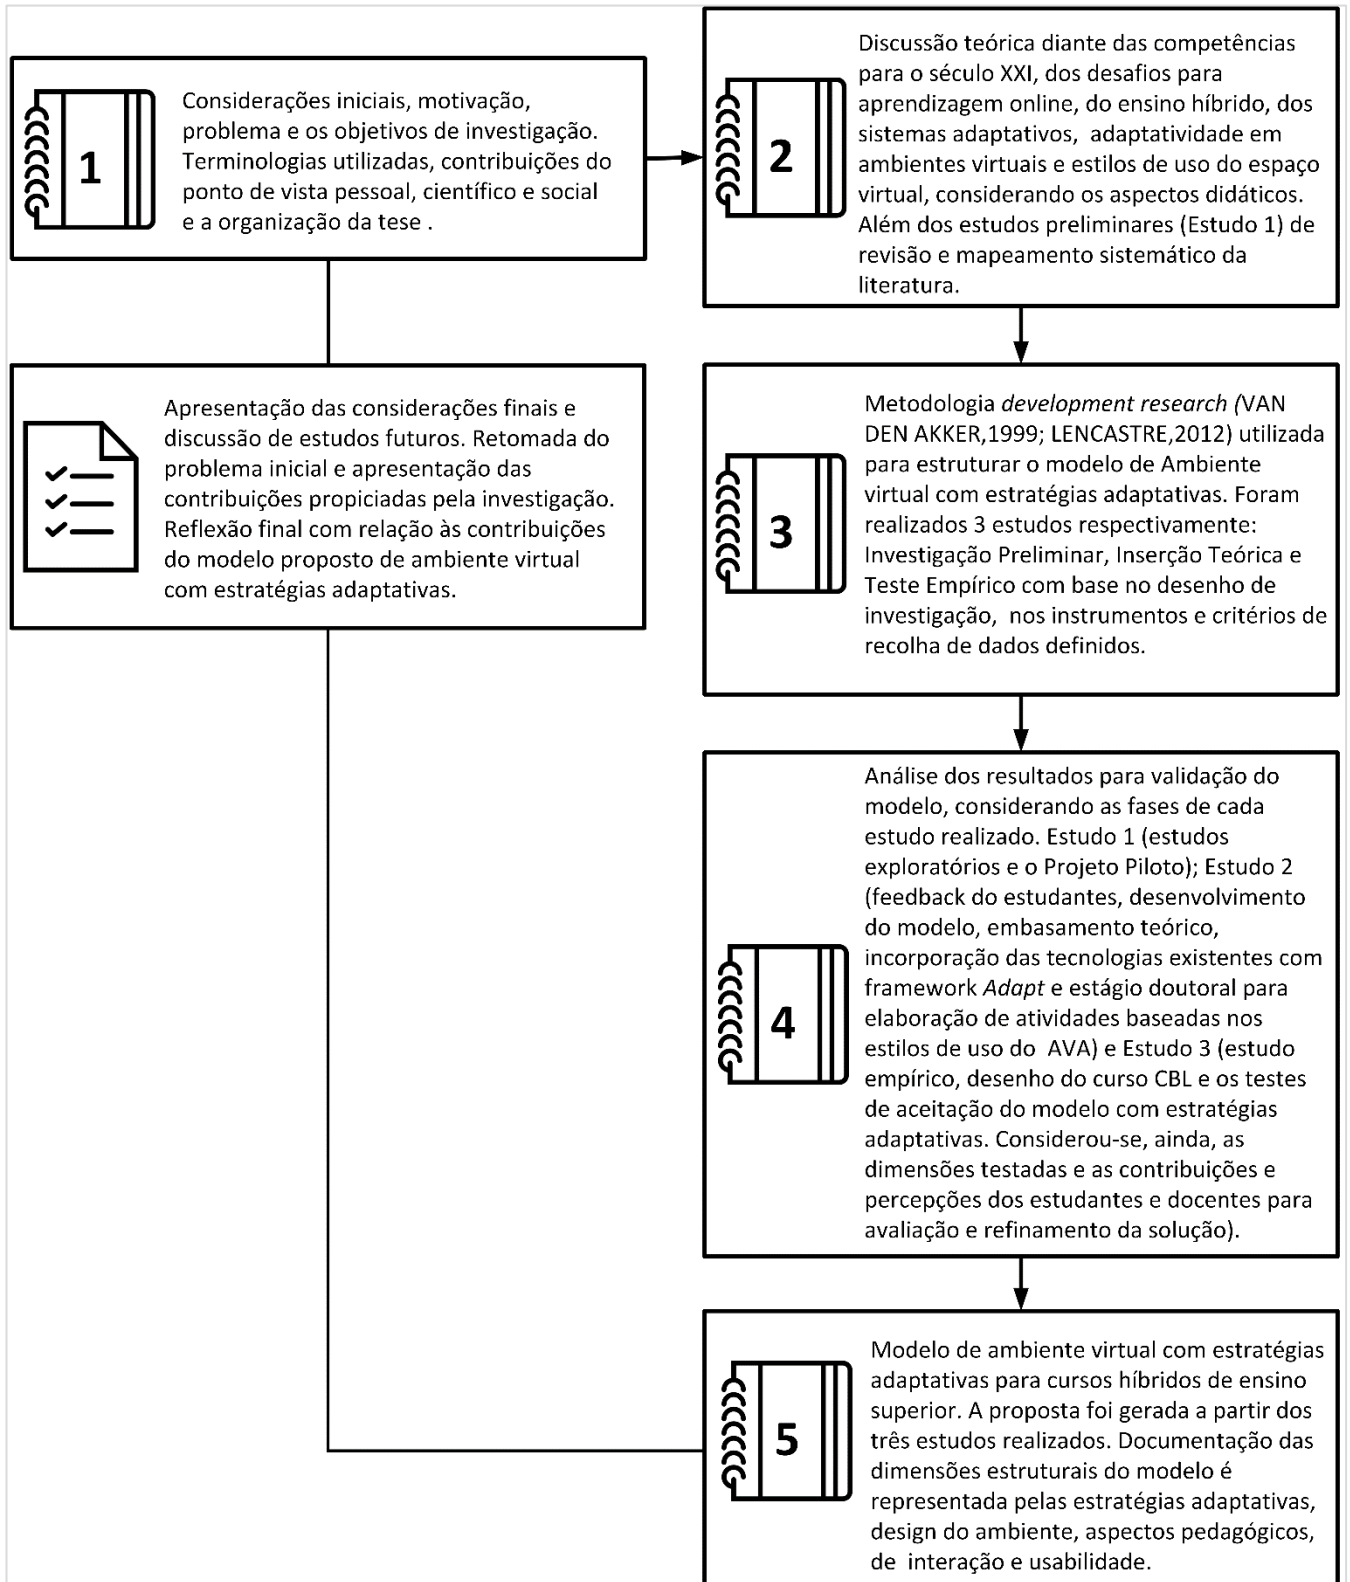 1
Considerações iniciais, motivação,
problema e os objetivos de investigação.
Terminologias utilizadas, contribuições do
ponto de vista pessoal, científico e social
e a organização da tese .
2
Discussão teórica diante das competências
para o século XXI, dos desafios para
aprendizagem online, do ensino híbrido, dos
sistemas adaptativos, adaptatividade em
ambientes virtuais e estilos de uso do espaço
virtual, considerando os aspectos didáticos.
Além dos estudos preliminares (Estudo 1) de
revisão e mapeamento sistemático da
literatura.
3
Metodologia development research (VAN
DEN AKKER,1999; LENCASTRE,2012) utilizada
para estruturar o modelo de Ambiente
virtual com estratégias adaptativas. Foram
realizados 3 estudos respectivamente:
Investigação Preliminar, Inserção Teórica e
Teste Empírico com base no desenho de
investigação, nos instrumentos e critérios de
recolha de dados definidos.
4
Análise dos resultados para validação do
modelo, considerando as fases de cada
estudo realizado. Estudo 1 (estudos
exploratórios e o Projeto Piloto); Estudo 2
(feedback do estudantes, desenvolvimento
do modelo, embasamento teórico,
incorporação das tecnologias existentes com
framework Adapt e estágio doutoral para
elaboração de atividades baseadas nos
estilos de uso do AVA) e Estudo 3 (estudo
empírico, desenho do curso CBL e os testes
de aceitação do modelo com estratégias
adaptativas. Considerou-se, ainda, as
dimensões testadas e as contribuições e
percepções dos estudantes e docentes para
avaliação e refinamento da solução).
5
Modelo de ambiente virtual com estratégias
adaptativas para cursos híbridos de ensino
superior. A proposta foi gerada a partir dos
três estudos realizados. Documentação das
dimensões estruturais do modelo é
representada pelas estratégias adaptativas,
design do ambiente, aspectos pedagógicos,
de interação e usabilidade.
Apresentação das considerações finais e
discussão de estudos futuros. Retomada do
problema inicial e apresentação das
contribuições propiciadas pela investigação.
Reflexão final com relação às contribuições
do modelo proposto de ambiente virtual
com estratégias adaptativas.